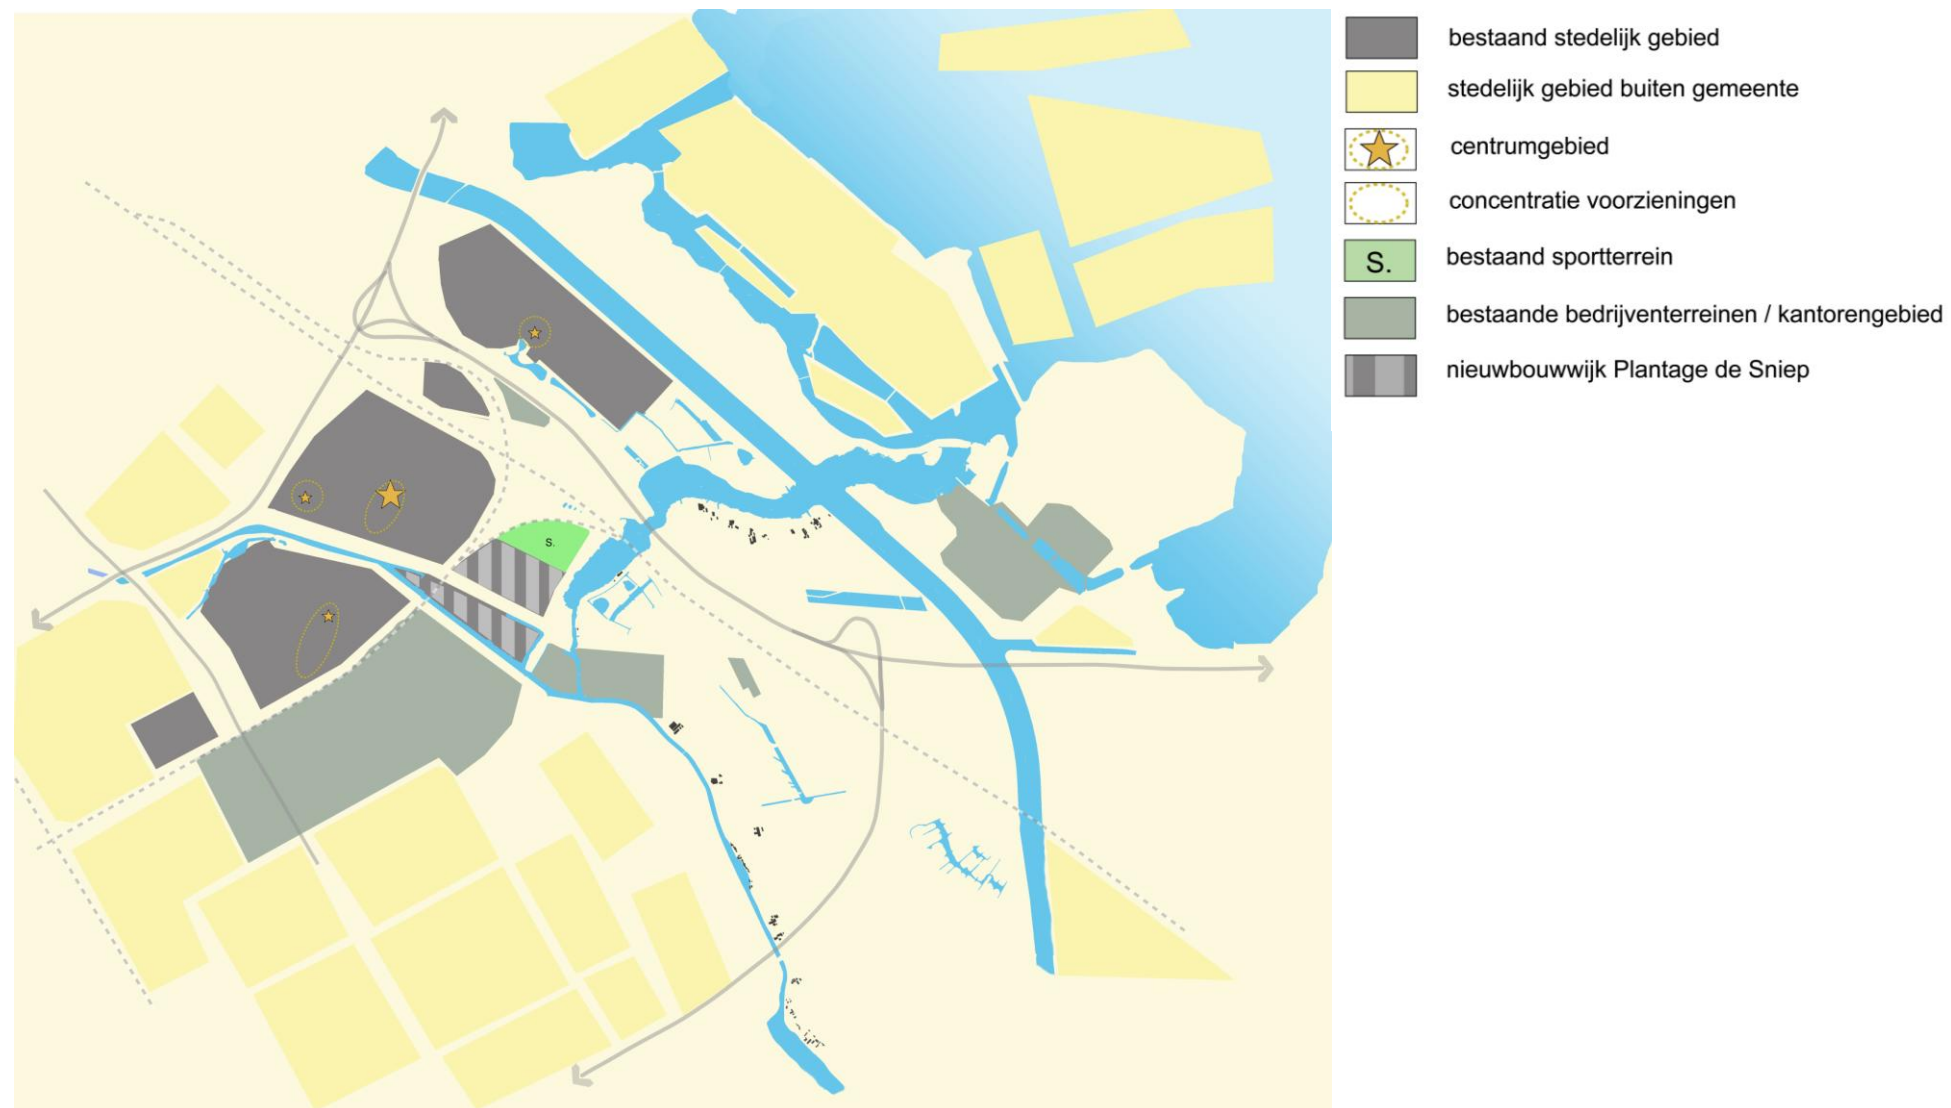 bestaand stedelijk gebied
stedelijk gebied buiten gemeente
centrumgebied
concentratie voorzieningen
S.
bestaand sportterrein
bestaande bedrijventerreinen / kantorengebied
nieuwbouwwijk Plantage de Sniep
S.